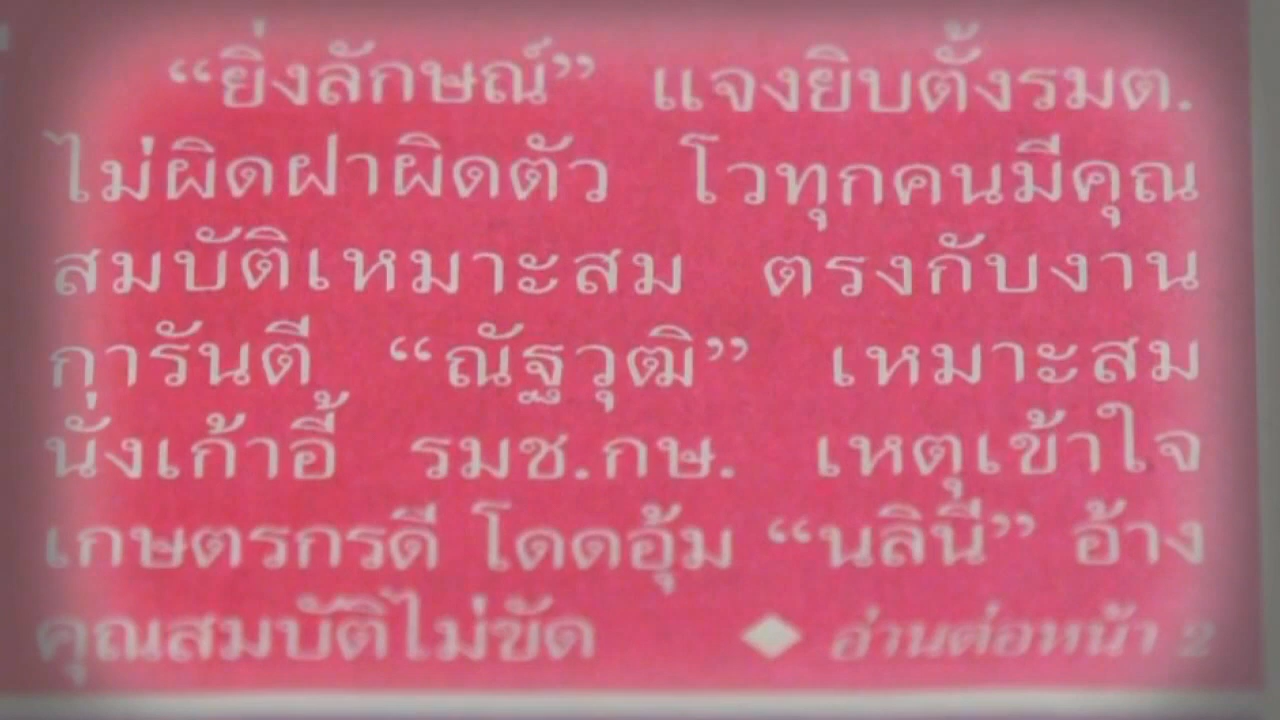 “ยิ่งลักษณ์” แจงยิบตั้งรมต.
ไม่ผิดฝาผิดตัว โวทุกคนมีคุณ
สมบัติเหมาะสม ตรงกับงาน
การันตี “ณัฐวุฒิ” เหมาะสม
นั่งเก้าอี้ รมช.กษ. เหตุเข้าใจ
เกษตรกรดี โดดอุ้ม “นลินี” อ้าง
คุณสมบัติไม่ขัด ◆ อ่านต่อหน้า 2